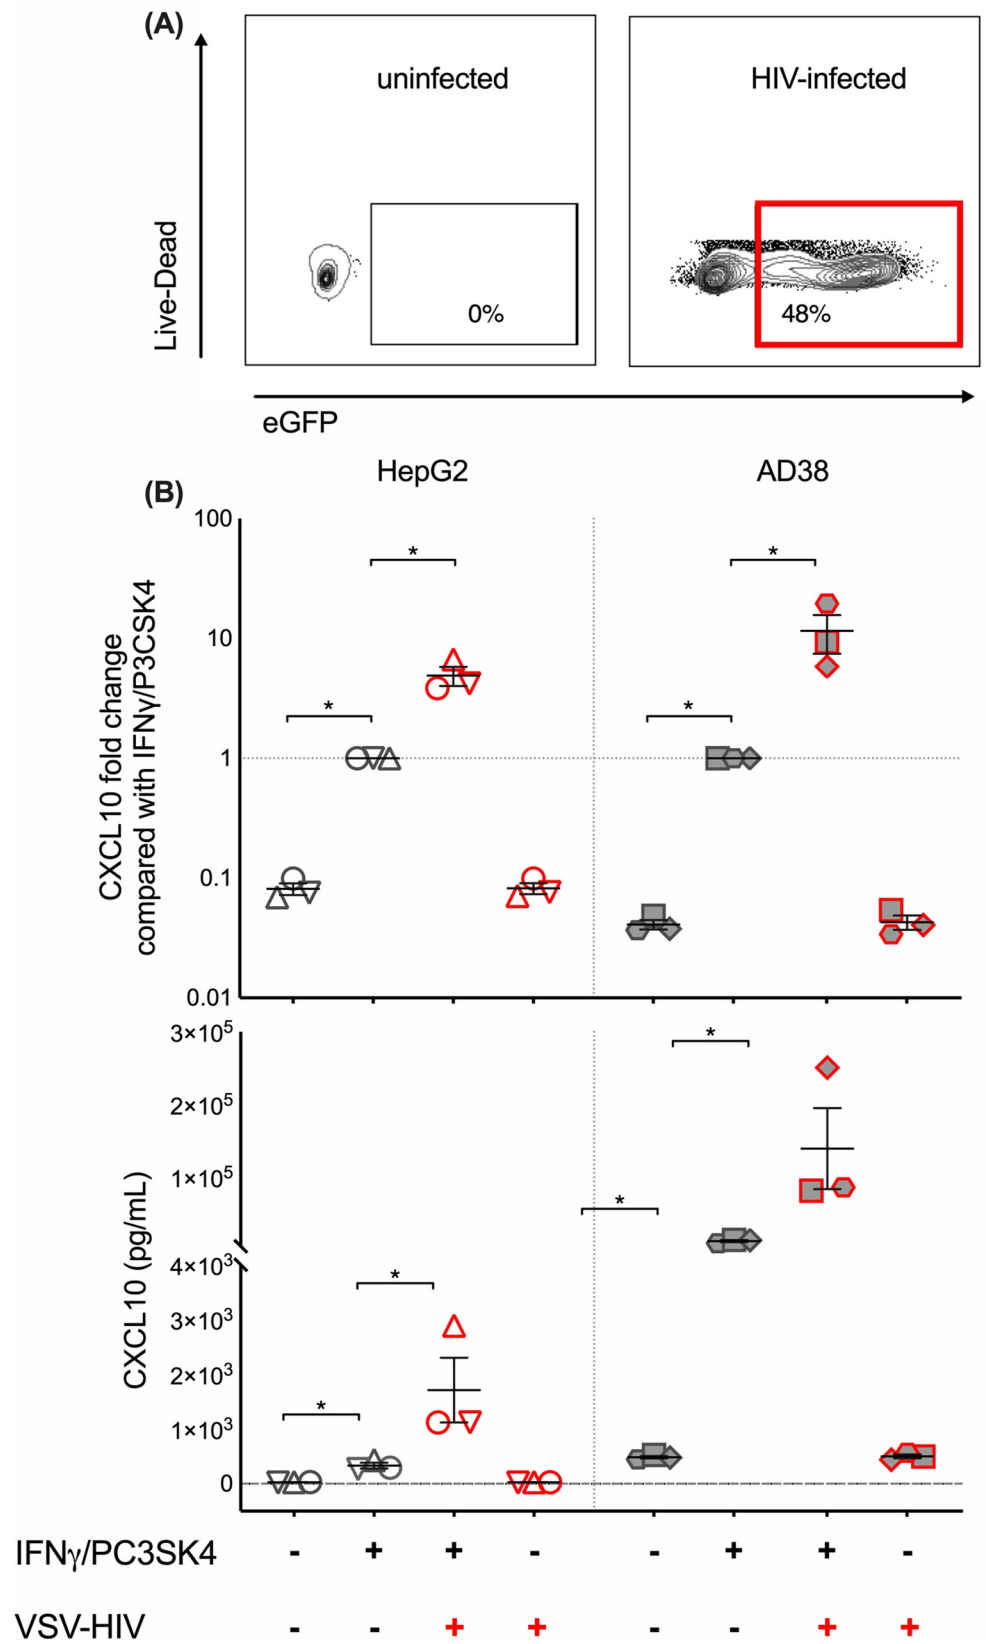 (A)
uninfected
HIV-infected
Live-Dead
0%
48%
eGFP
HepG2
AD38
(B)
CXCL10 fold change
compared with IFNγ/P3CSK4
100
10
1
0.1
0.01
*
*
*
*
CXCL10 (pg/mL)
3×10⁵
2×10⁵
1×10⁵
4×10³
3×10³
2×10³
1×10³
0
*
*
*
*
IFNγ/PC3SK4 - + + - - + + -
VSV-HIV - - + + - - + +